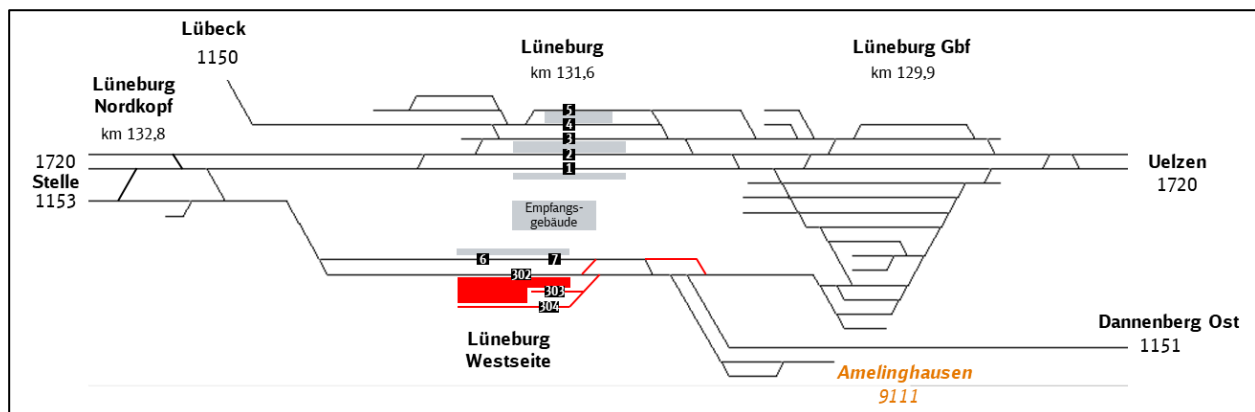 Lübeck
1150
Lüneburg
km 131,6
Lüneburg Gbf
km 129,9
Lüneburg
Nordkopf
km 132,8
5
4
3
2
1
1720
Stelle
1153
Uelzen
1720
Empfangs-
gebäude
6 7
302
303
304
Lüneburg
Westseite
Dannenberg Ost
1151
Amelinghausen
9111